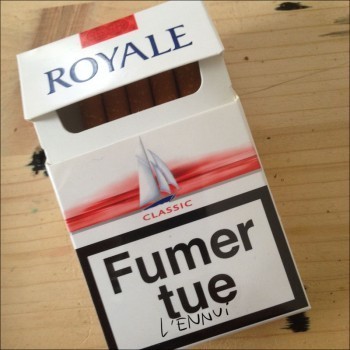 ROYALE
CLASSIC
Fumer
tue
L'ENNUI